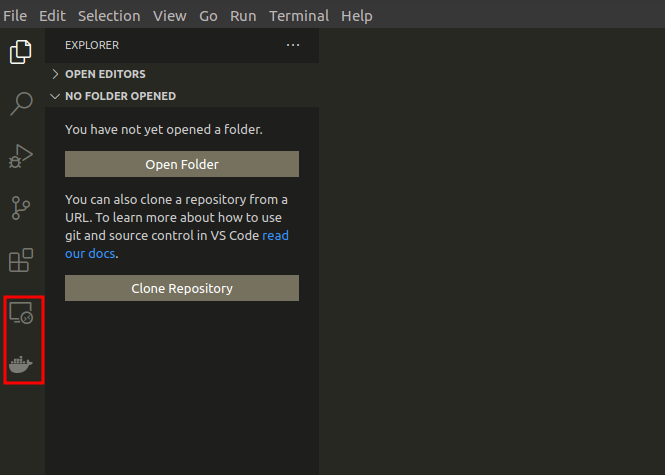 File Edit Selection View Go Run Terminal Help
EXPLORER
OPEN EDITORS
NO FOLDER OPENED
You have not yet opened a folder.
Open Folder
You can also clone a repository from a
URL. To learn more about how to use
git and source control in VS Code read
our docs.
Clone Repository